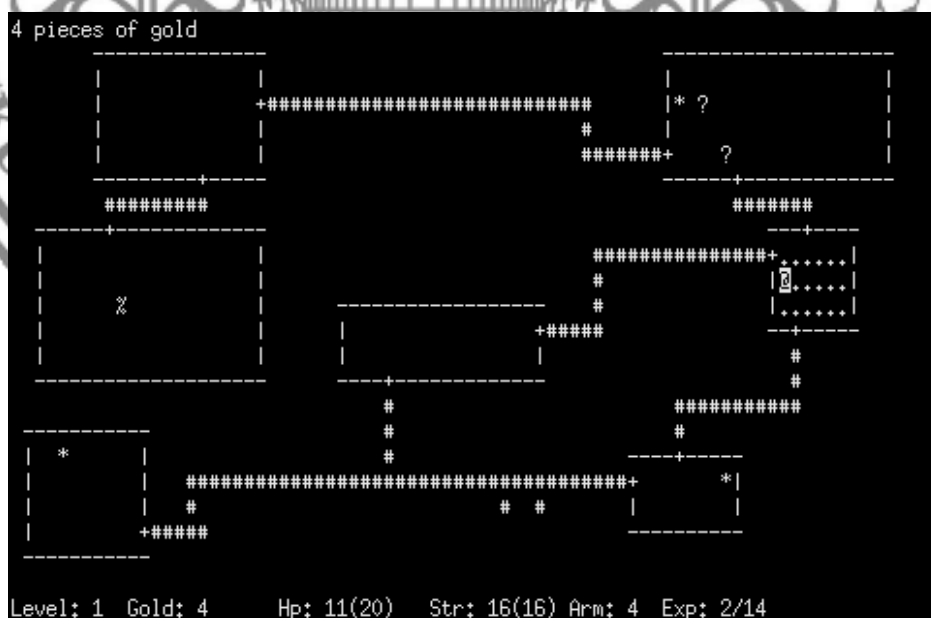 4 pieces of gold
Level: 1 Gold: 4 Hp: 11(20) Str: 16(16) Arm: 4 Exp: 2/14